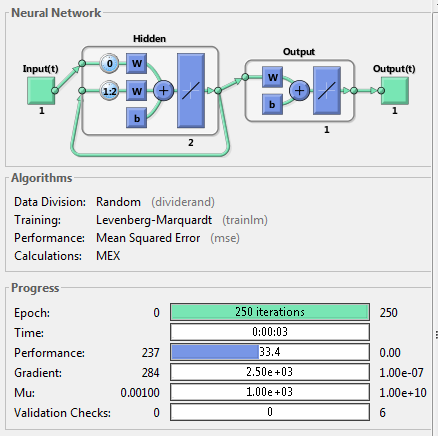 Neural Network
Hidden
Output
Input(t)
Output(t)
0
W
1:2
W
b
W
b
1
2
1
1
Algorithms
Data Division: Random (dividerand)
Training: Levenberg-Marquardt (trainlm)
Performance: Mean Squared Error (mse)
Calculations: MEX
Progress
Epoch: 0 250 iterations 250
Time: 0:00:03
Performance: 237 33.4 0.00
Gradient: 284 2.50e+03 1.00e-07
Mu: 0.00100 1.00e+03 1.00e+10
Validation Checks: 0 0 6